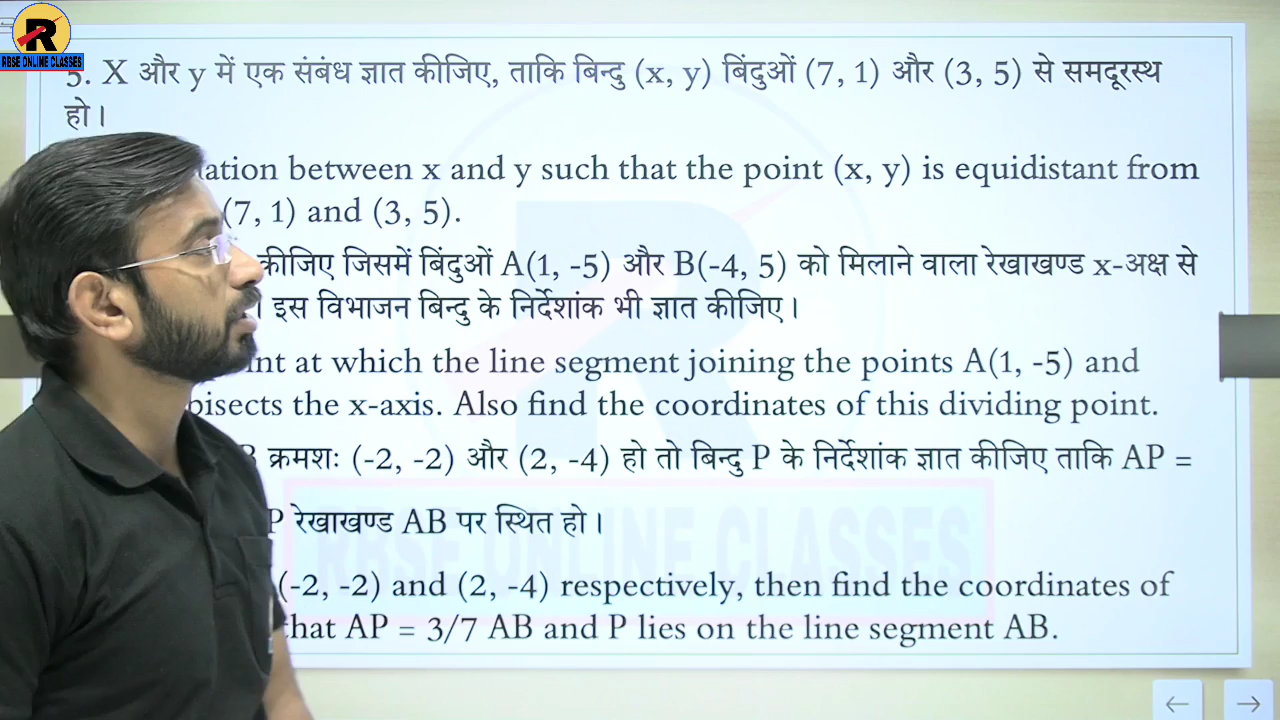 R
RBSE ONLINE CLASSES
5. X और y में एक संबंध ज्ञात कीजिए, ताकि बिन्दु (x, y) बिंदुओं (7, 1) और (3, 5) से समदूरस्थ
हो।
ation between x and y such that the point (x, y) is equidistant from
(7, 1) and (3, 5).
कीजिए जिसमें बिंदुओं A(1, -5) और B(-4, 5) को मिलाने वाला रेखाखण्ड x-अक्ष से
इस विभाजन बिन्दु के निर्देशांक भी ज्ञात कीजिए।
int at which the line segment joining the points A(1, -5) and
bisects the x-axis. Also find the coordinates of this dividing point.
B क्रमशः (-2, -2) और (2, -4) हो तो बिन्दु P के निर्देशांक ज्ञात कीजिए ताकि AP =
P रेखाखण्ड AB पर स्थित हो।
RBSE ONLINE CLASSES
(-2, -2) and (2, -4) respectively, then find the coordinates of
that AP = 3/7 AB and P lies on the line segment AB.